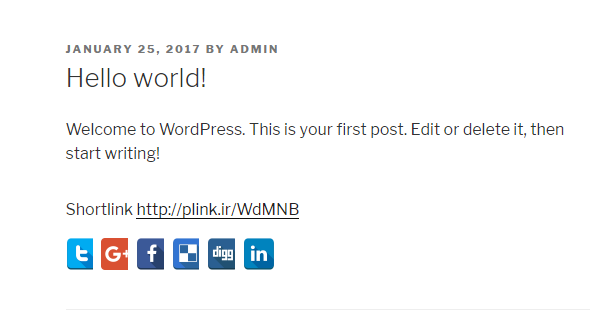 JANUARY 25, 2017 BY ADMIN
Hello world!
Welcome to WordPress. This is your first post. Edit or delete it, then
start writing!
Shortlink http://plink.ir/WdMNB
t G+ f digg in